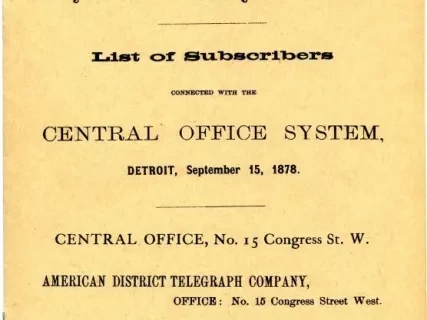 List of Subscribers
CONNECTED WITH THE
CENTRAL OFFICE SYSTEM,
DETROIT, September 15, 1878.
CENTRAL OFFICE, No. 15 Congress St. W.
AMERICAN DISTRICT TELEGRAPH COMPANY,
OFFICE: No. 15 Congress Street West.